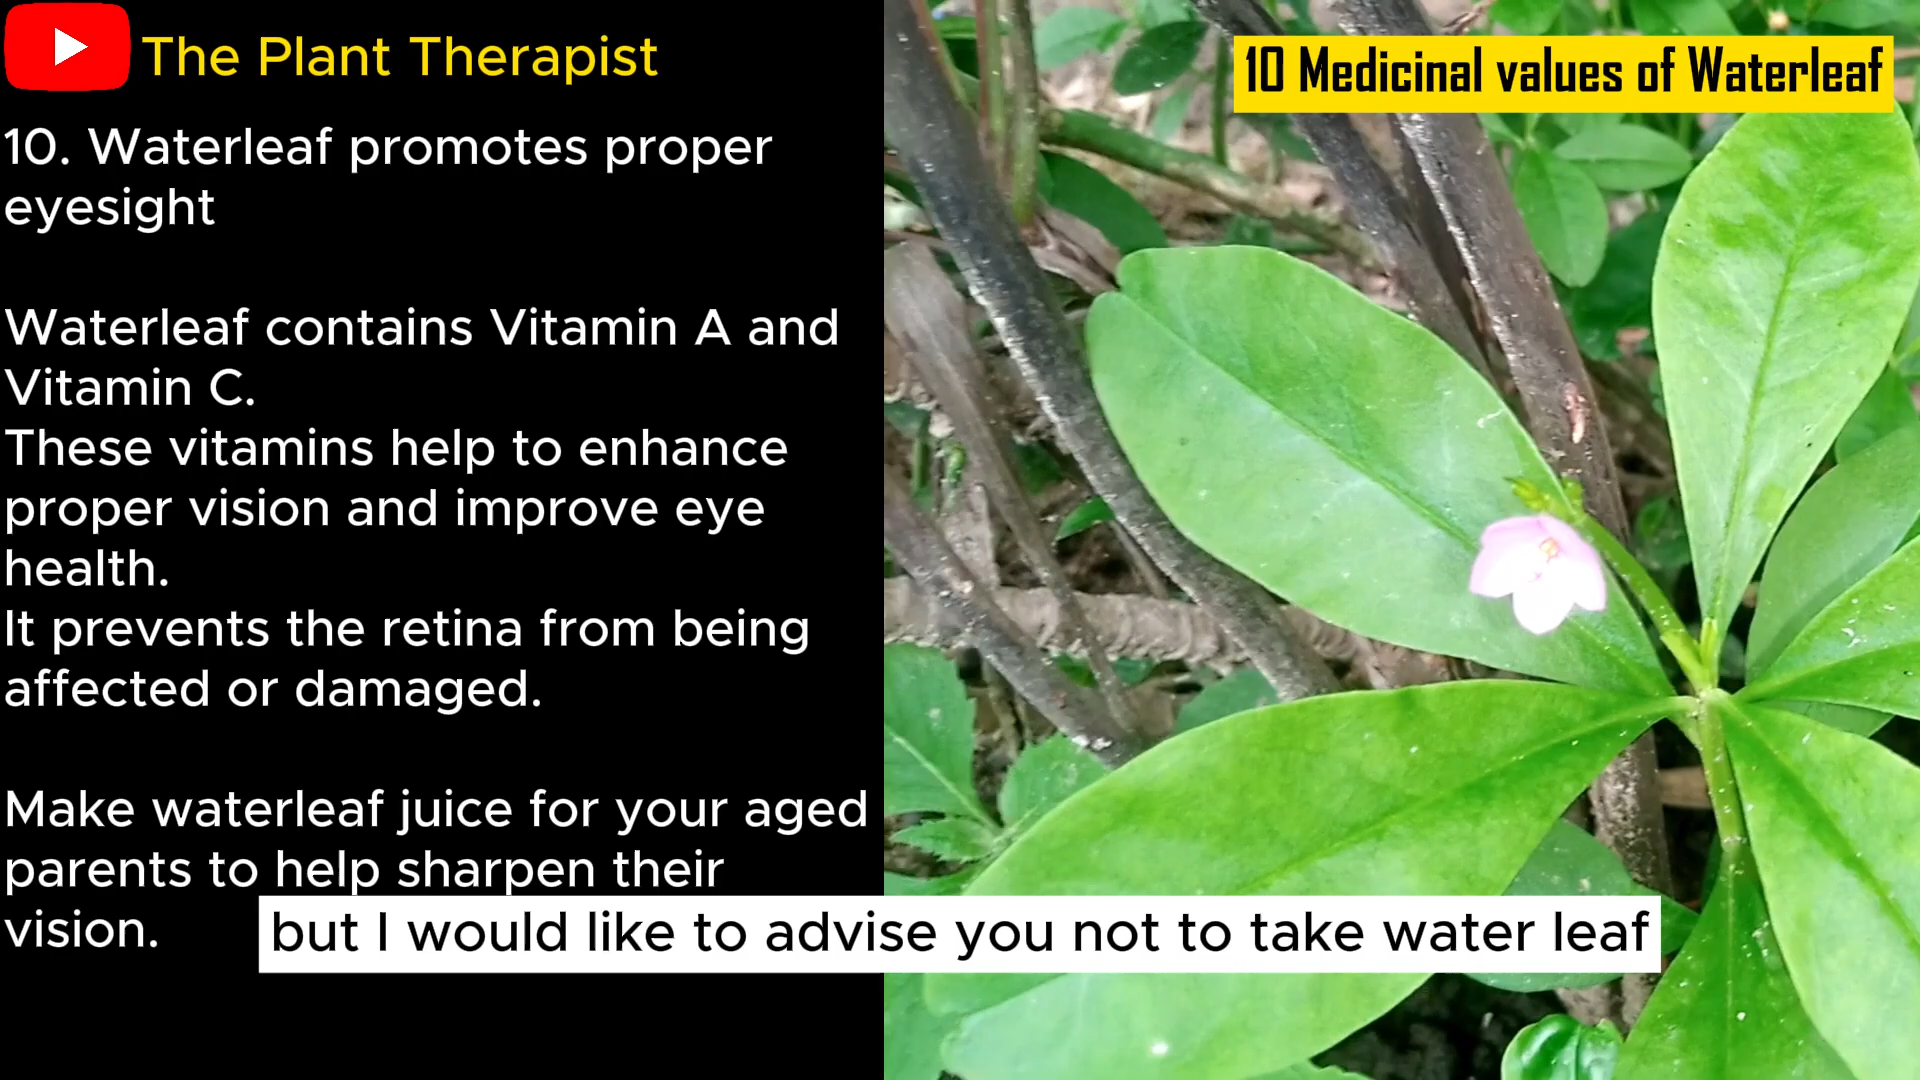 The Plant Therapist
10 Medicinal values of Waterleaf
10. Waterleaf promotes proper
eyesight
Waterleaf contains Vitamin A and
Vitamin C.
These vitamins help to enhance
proper vision and improve eye
health.
It prevents the retina from being
affected or damaged.
Make waterleaf juice for your aged
parents to help sharpen their
vision.
but I would like to advise you not to take water leaf